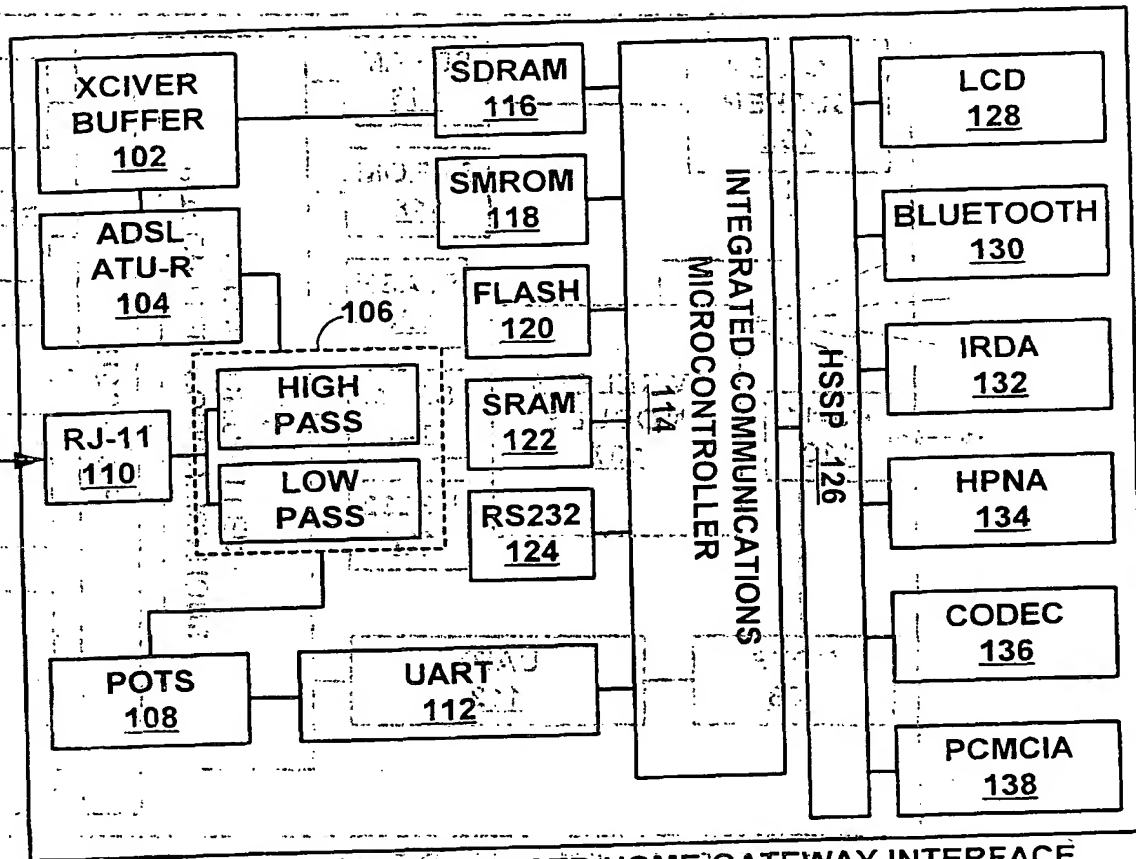 XCIVER
BUFFER
102
ADSL
ATU-R
104
106
HIGH
PASS
LOW
PASS
RJ-11
110
POTS
108
UART
112
SDRAM
116
SMROM
118
FLASH
120
SRAM
122
RS232
124
INTEGRATED COMMUNICATIONS
MICROCONTROLLER
114
HSSP 126
LCD
128
BLUETOOTH
130
IRDA
132
HPNA
134
CODEC
136
PCMCIA
138
HOME GATEWAY INTERFACE